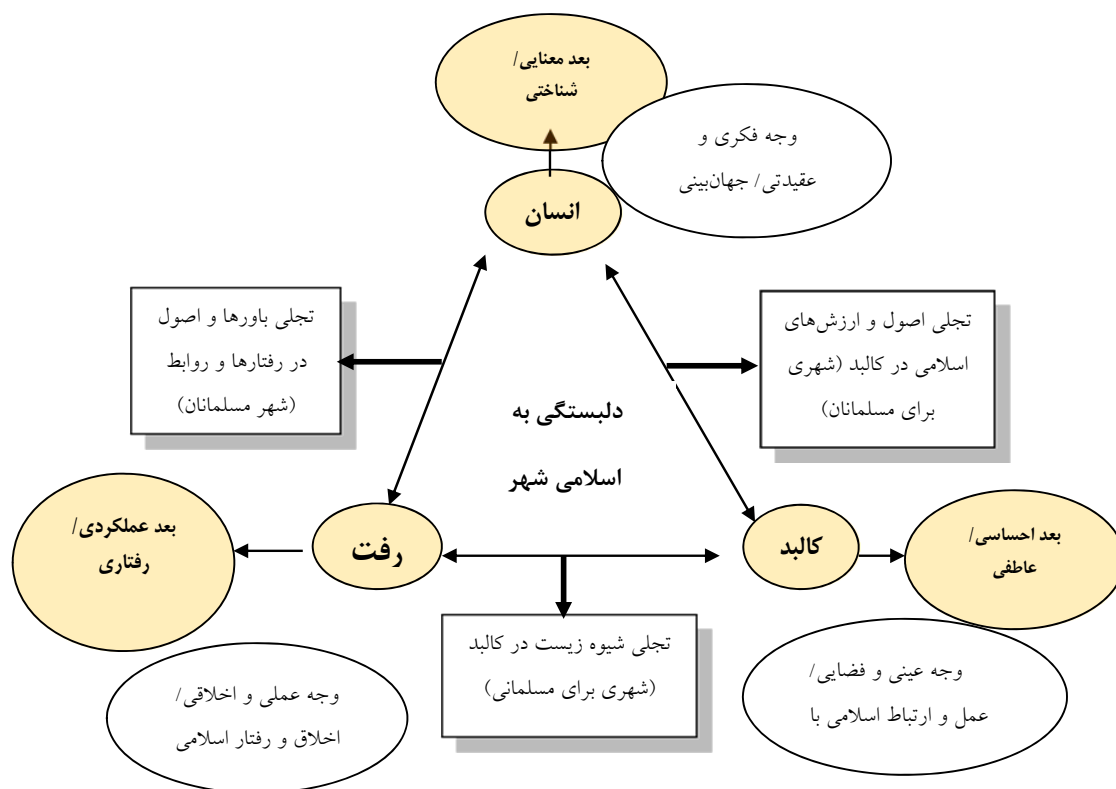 بعد معنایی/
شناختی
وجه فکری و
عقیدتی/ جهان‌بینی
انسان
تجلی اصول و ارزش‌های
اسلامی در کالبد (شهری
برای مسلمانان)
تجلی باورها و اصول
در رفتارها و روابط
(شهر مسلمانان)
دلبستگی به
اسلامی شهر
بعد احساسی/
عاطفی
کالبد
رفت
بعد عملکردی/
رفتاری
وجه عینی و فضایی/
عمل و ارتباط اسلامی با
تجلی شیوه زیست در کالبد
(شهری برای مسلمانی)
وجه عملی و اخلاقی/
اخلاق و رفتار اسلامی